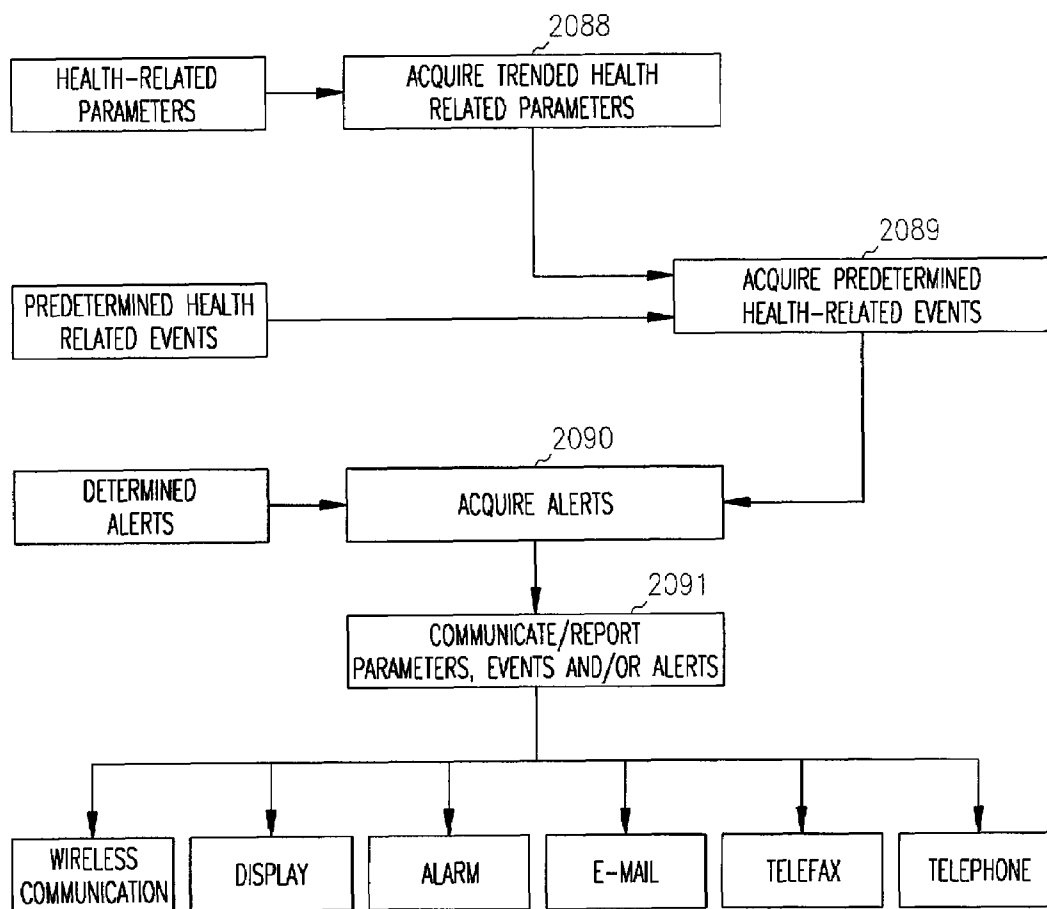 2088
HEALTH-RELATED
PARAMETERS
ACQUIRE TRENDED HEALTH
RELATED PARAMETERS
2089
PREDETERMINED HEALTH
RELATED EVENTS
ACQUIRE PREDETERMINED
HEALTH-RELATED EVENTS
2090
DETERMINED
ALERTS
ACQUIRE ALERTS
2091
COMMUNICATE/REPORT
PARAMETERS, EVENTS AND/OR ALERTS
WIRELESS
COMMUNICATION
DISPLAY
ALARM
E-MAIL
TELEFAX
TELEPHONE